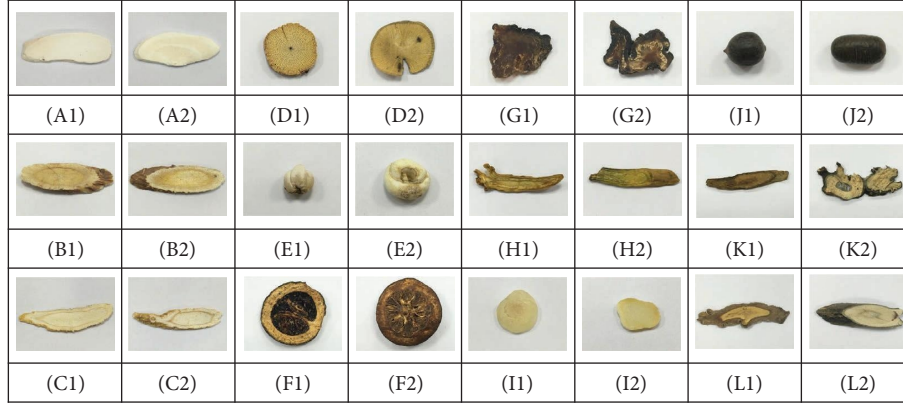 (A1) (A2) (D1) (D2) (G1) (G2) (J1) (J2)
(B1) (B2) (E1) (E2) (H1) (H2) (K1) (K2)
(C1) (C2) (F1) (F2) (I1) (I2) (L1) (L2)